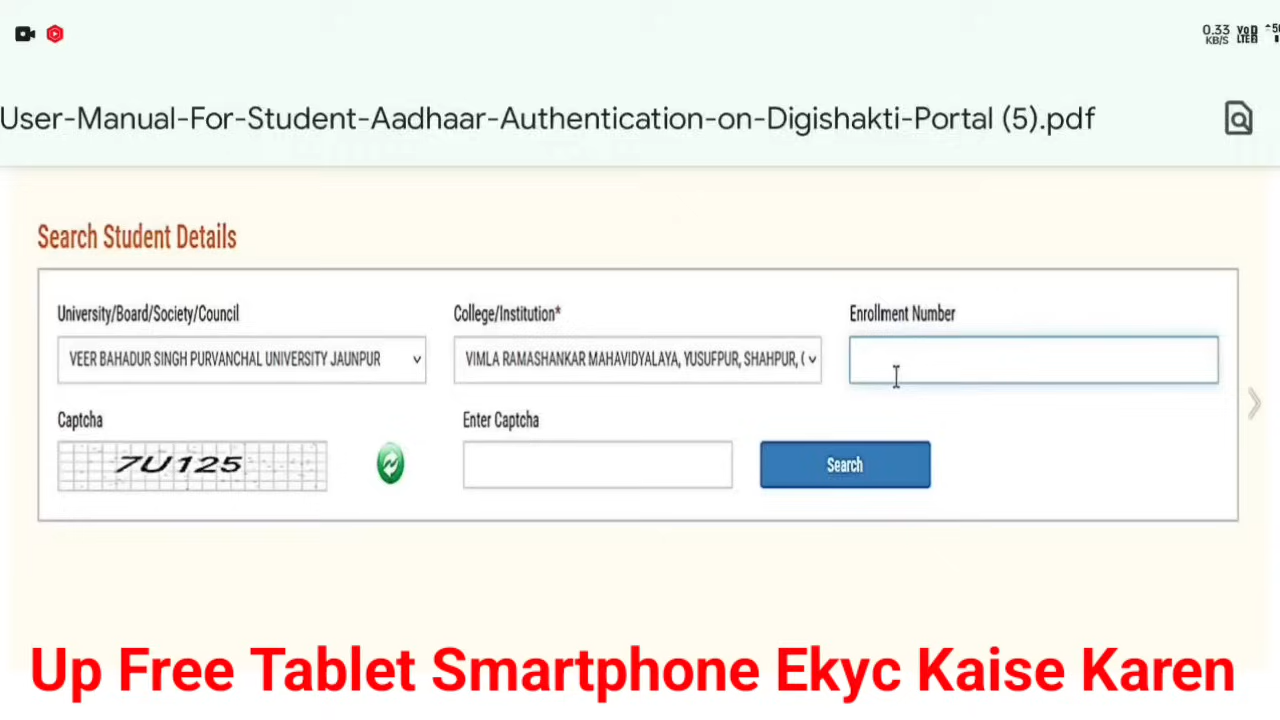 0.33
KB/S
VoD
LTE2
User-Manual-For-Student-Aadhaar-Authentication-on-Digishakti-Portal (5).pdf
Search Student Details
University/Board/Society/Council
College/Institution*
Enrollment Number
VEER BAHADUR SINGH PURVANCHAL UNIVERSITY JAUNPUR
VIMLA RAMASHANKAR MAHAVIDYALAYA, YUSUFPUR, SHAHPUR, (
Captcha
Enter Captcha
7U125
Search
Up Free Tablet Smartphone Ekyc Kaise Karen